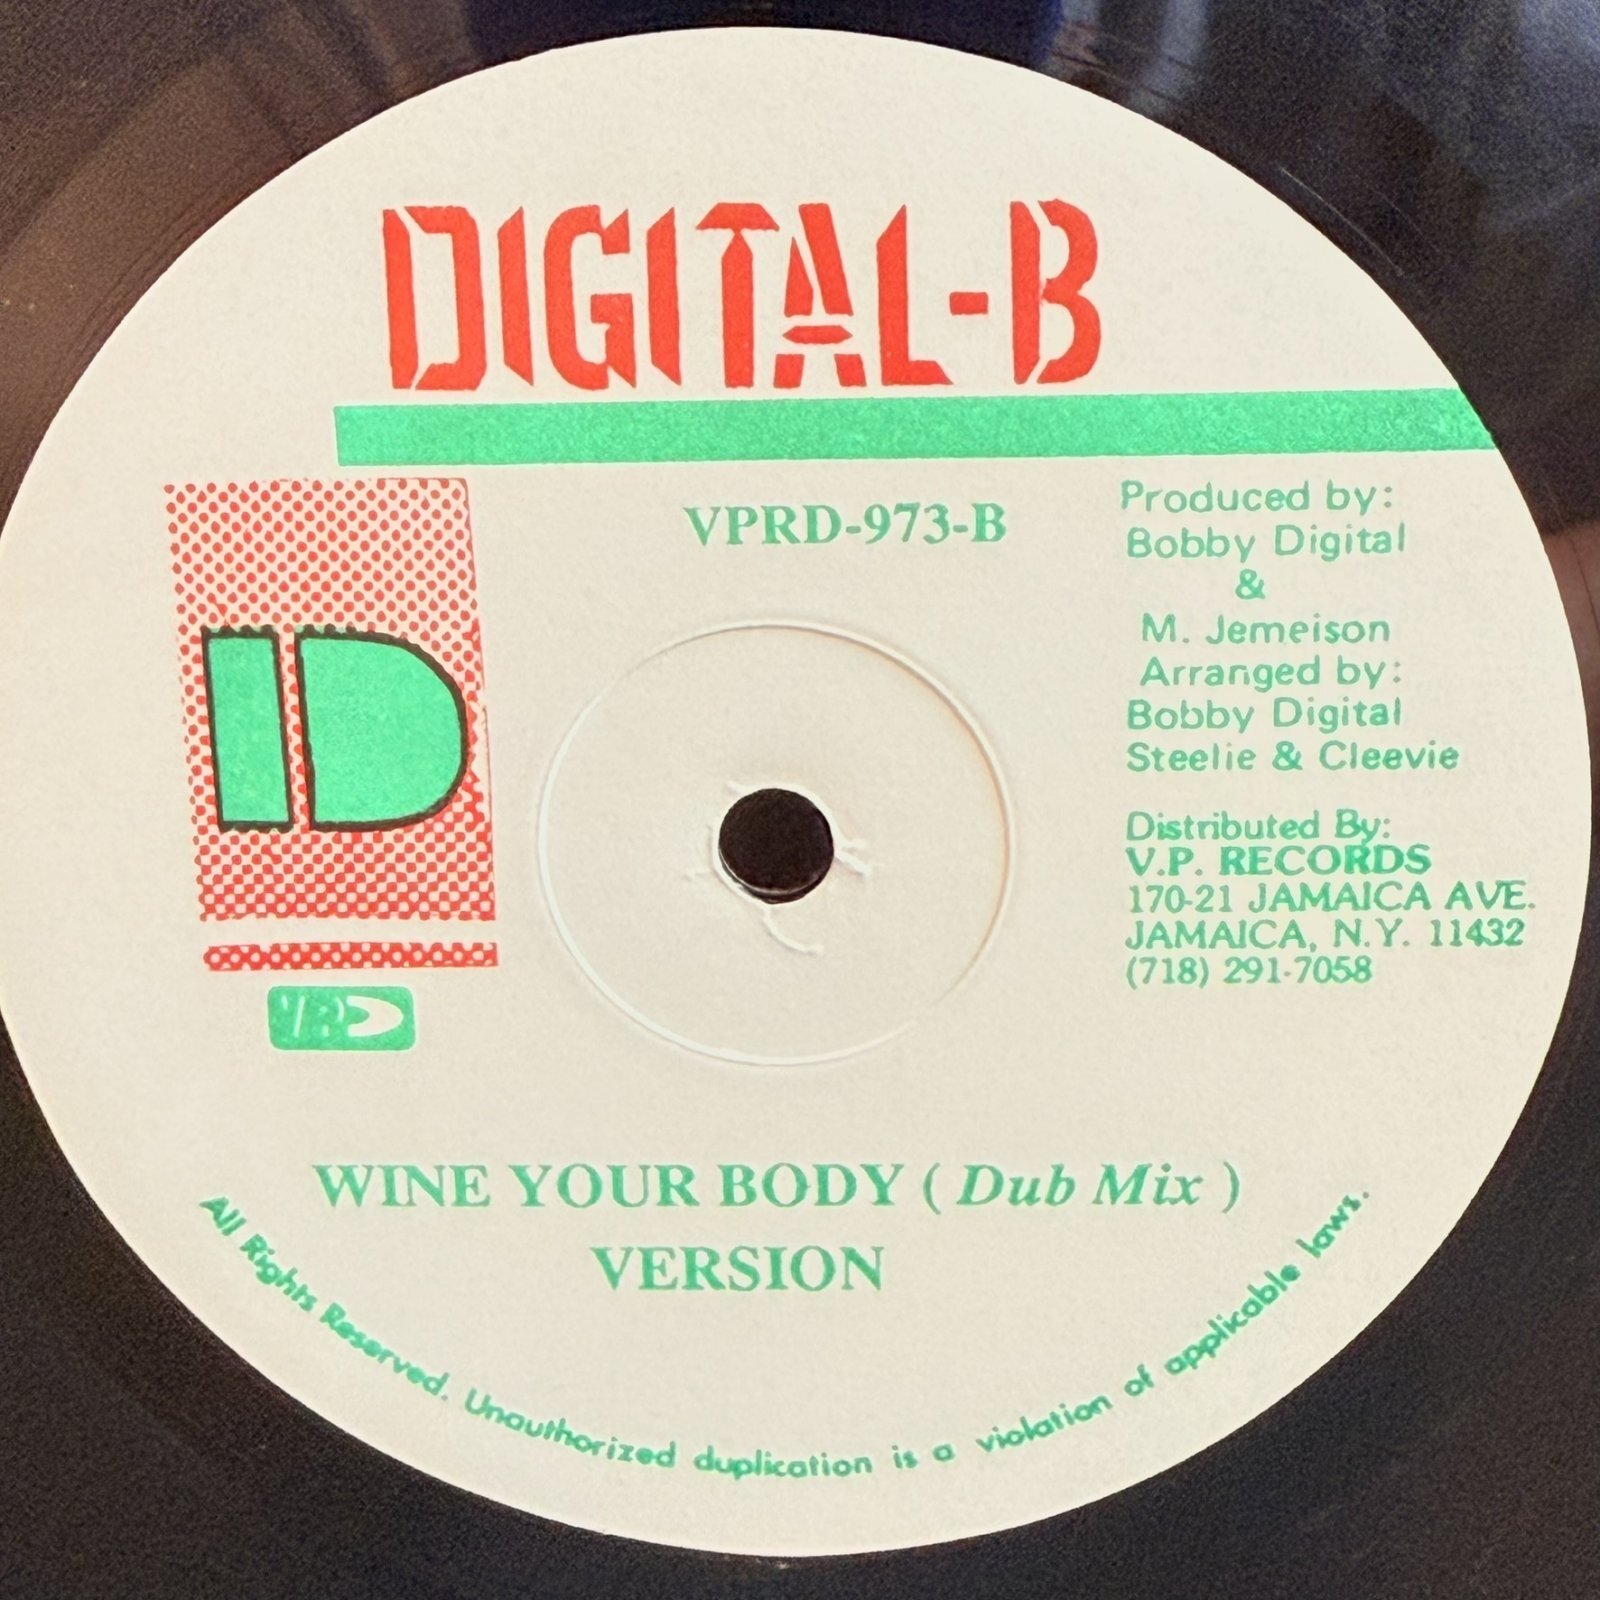 DIGITAL-B
VPRD-973-B
Produced by:
Bobby Digital
&
M. Jemeison
Arranged by:
Bobby Digital
Steelie & Cleevie
Distributed By:
V.P. RECORDS
170-21 JAMAICA AVE.
JAMAICA, N.Y. 11432
(718) 291-7058
D
WINE YOUR BODY ( Dub Mix )
VERSION
All Rights Reserved. Unauthorized duplication is a violation of applicable laws.